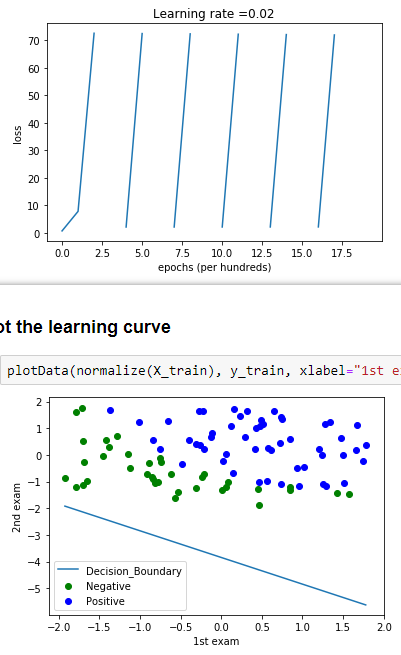 Learning rate =0.02
70
60
50
40
30
20
10
0
loss
0.0 2.5 5.0 7.5 10.0 12.5 15.0 17.5
epochs (per hundreds)
ot the learning curve
plotData(normalize(X_train), y_train, xlabel="1st e
2
1
0
−1
−2
−3
−4
−5
2nd exam
Decision_Boundary
Negative
Positive
−2.0 −1.5 −1.0 −0.5 0.0 0.5 1.0 1.5 2.0
1st exam